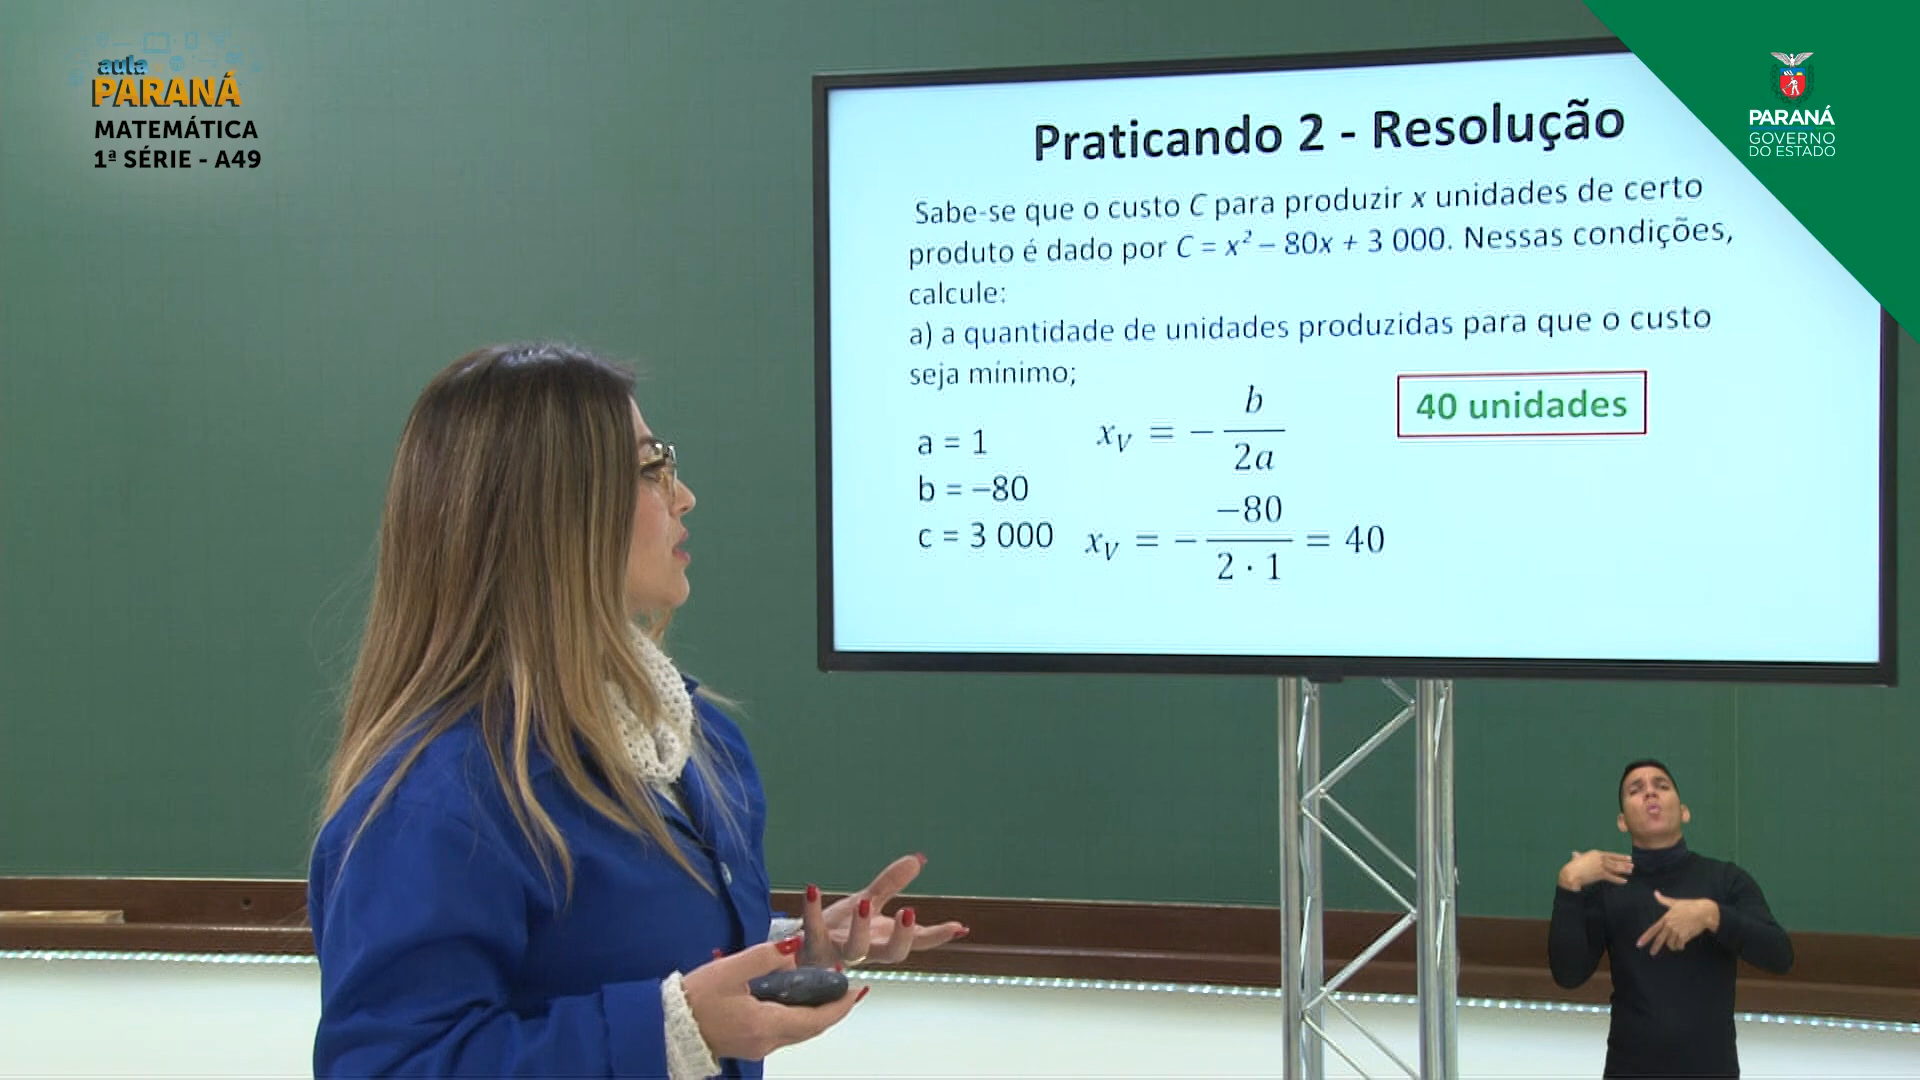 aula
PARANÁ
MATEMÁTICA
1ª SÉRIE - A49
PARANÁ
GOVERNO
DO ESTADO
Praticando 2 - Resolução
Sabe-se que o custo C para produzir x unidades de certo
produto é dado por C = x² – 80x + 3 000. Nessas condições,
calcule:
a) a quantidade de unidades produzidas para que o custo
seja mínimo;
40 unidades
a = 1
b = –80
c = 3 000
x_V = – b / 2a
x_V = – –80 / 2 · 1 = 40